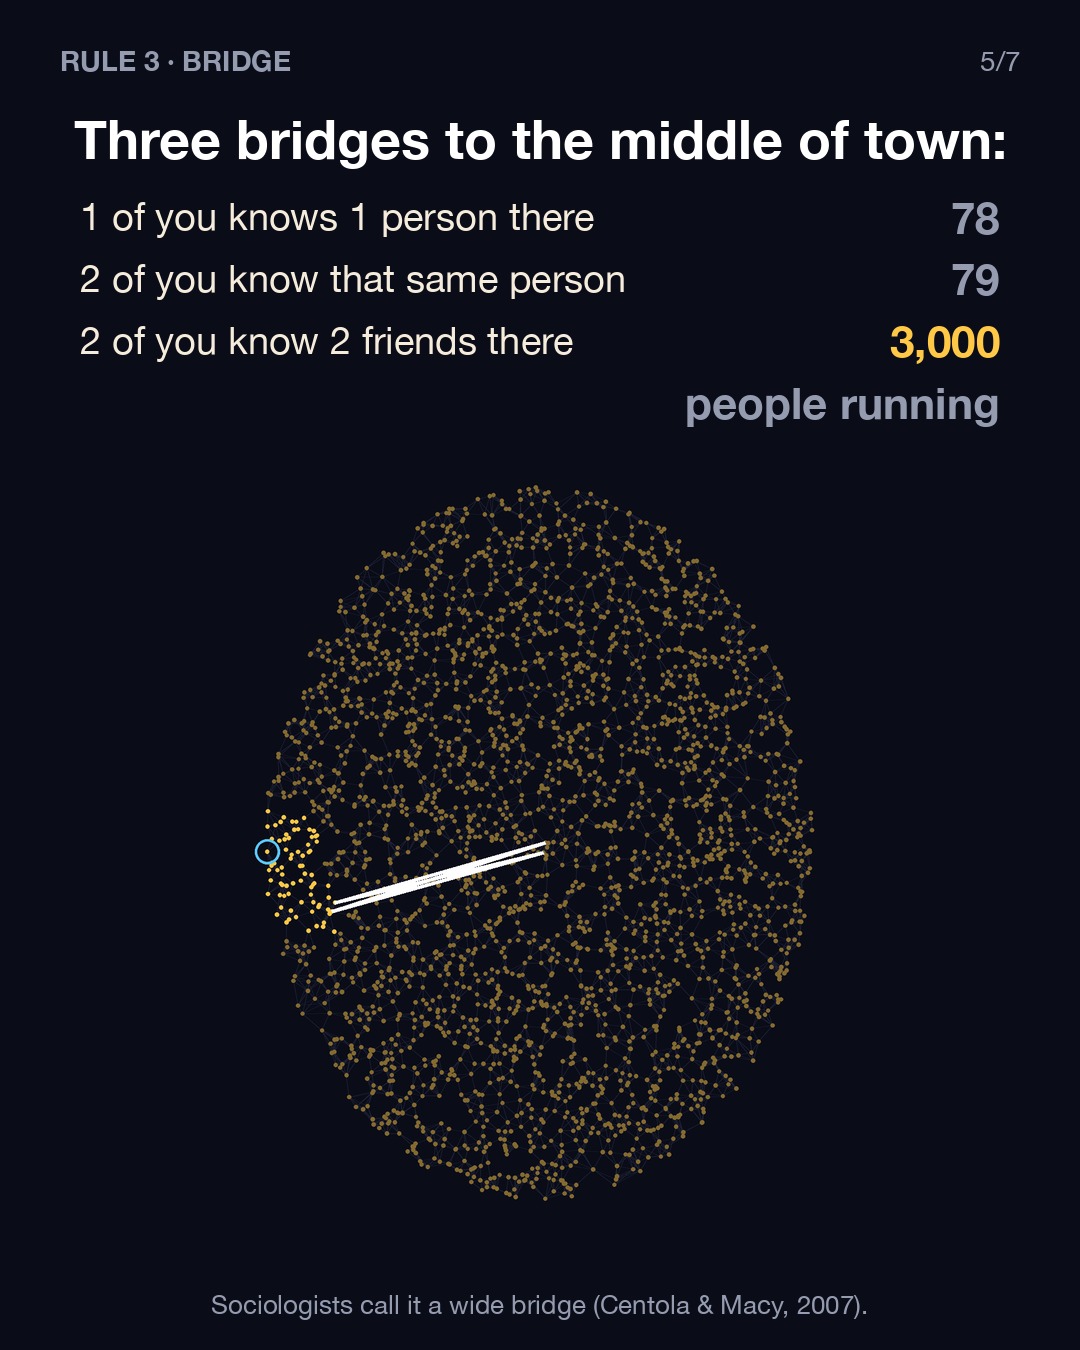 RULE 3 · BRIDGE 5/7
Three bridges to the middle of town:
1 of you knows 1 person there 78
2 of you know that same person 79
2 of you know 2 friends there 3,000
people running
Sociologists call it a wide bridge (Centola & Macy, 2007).